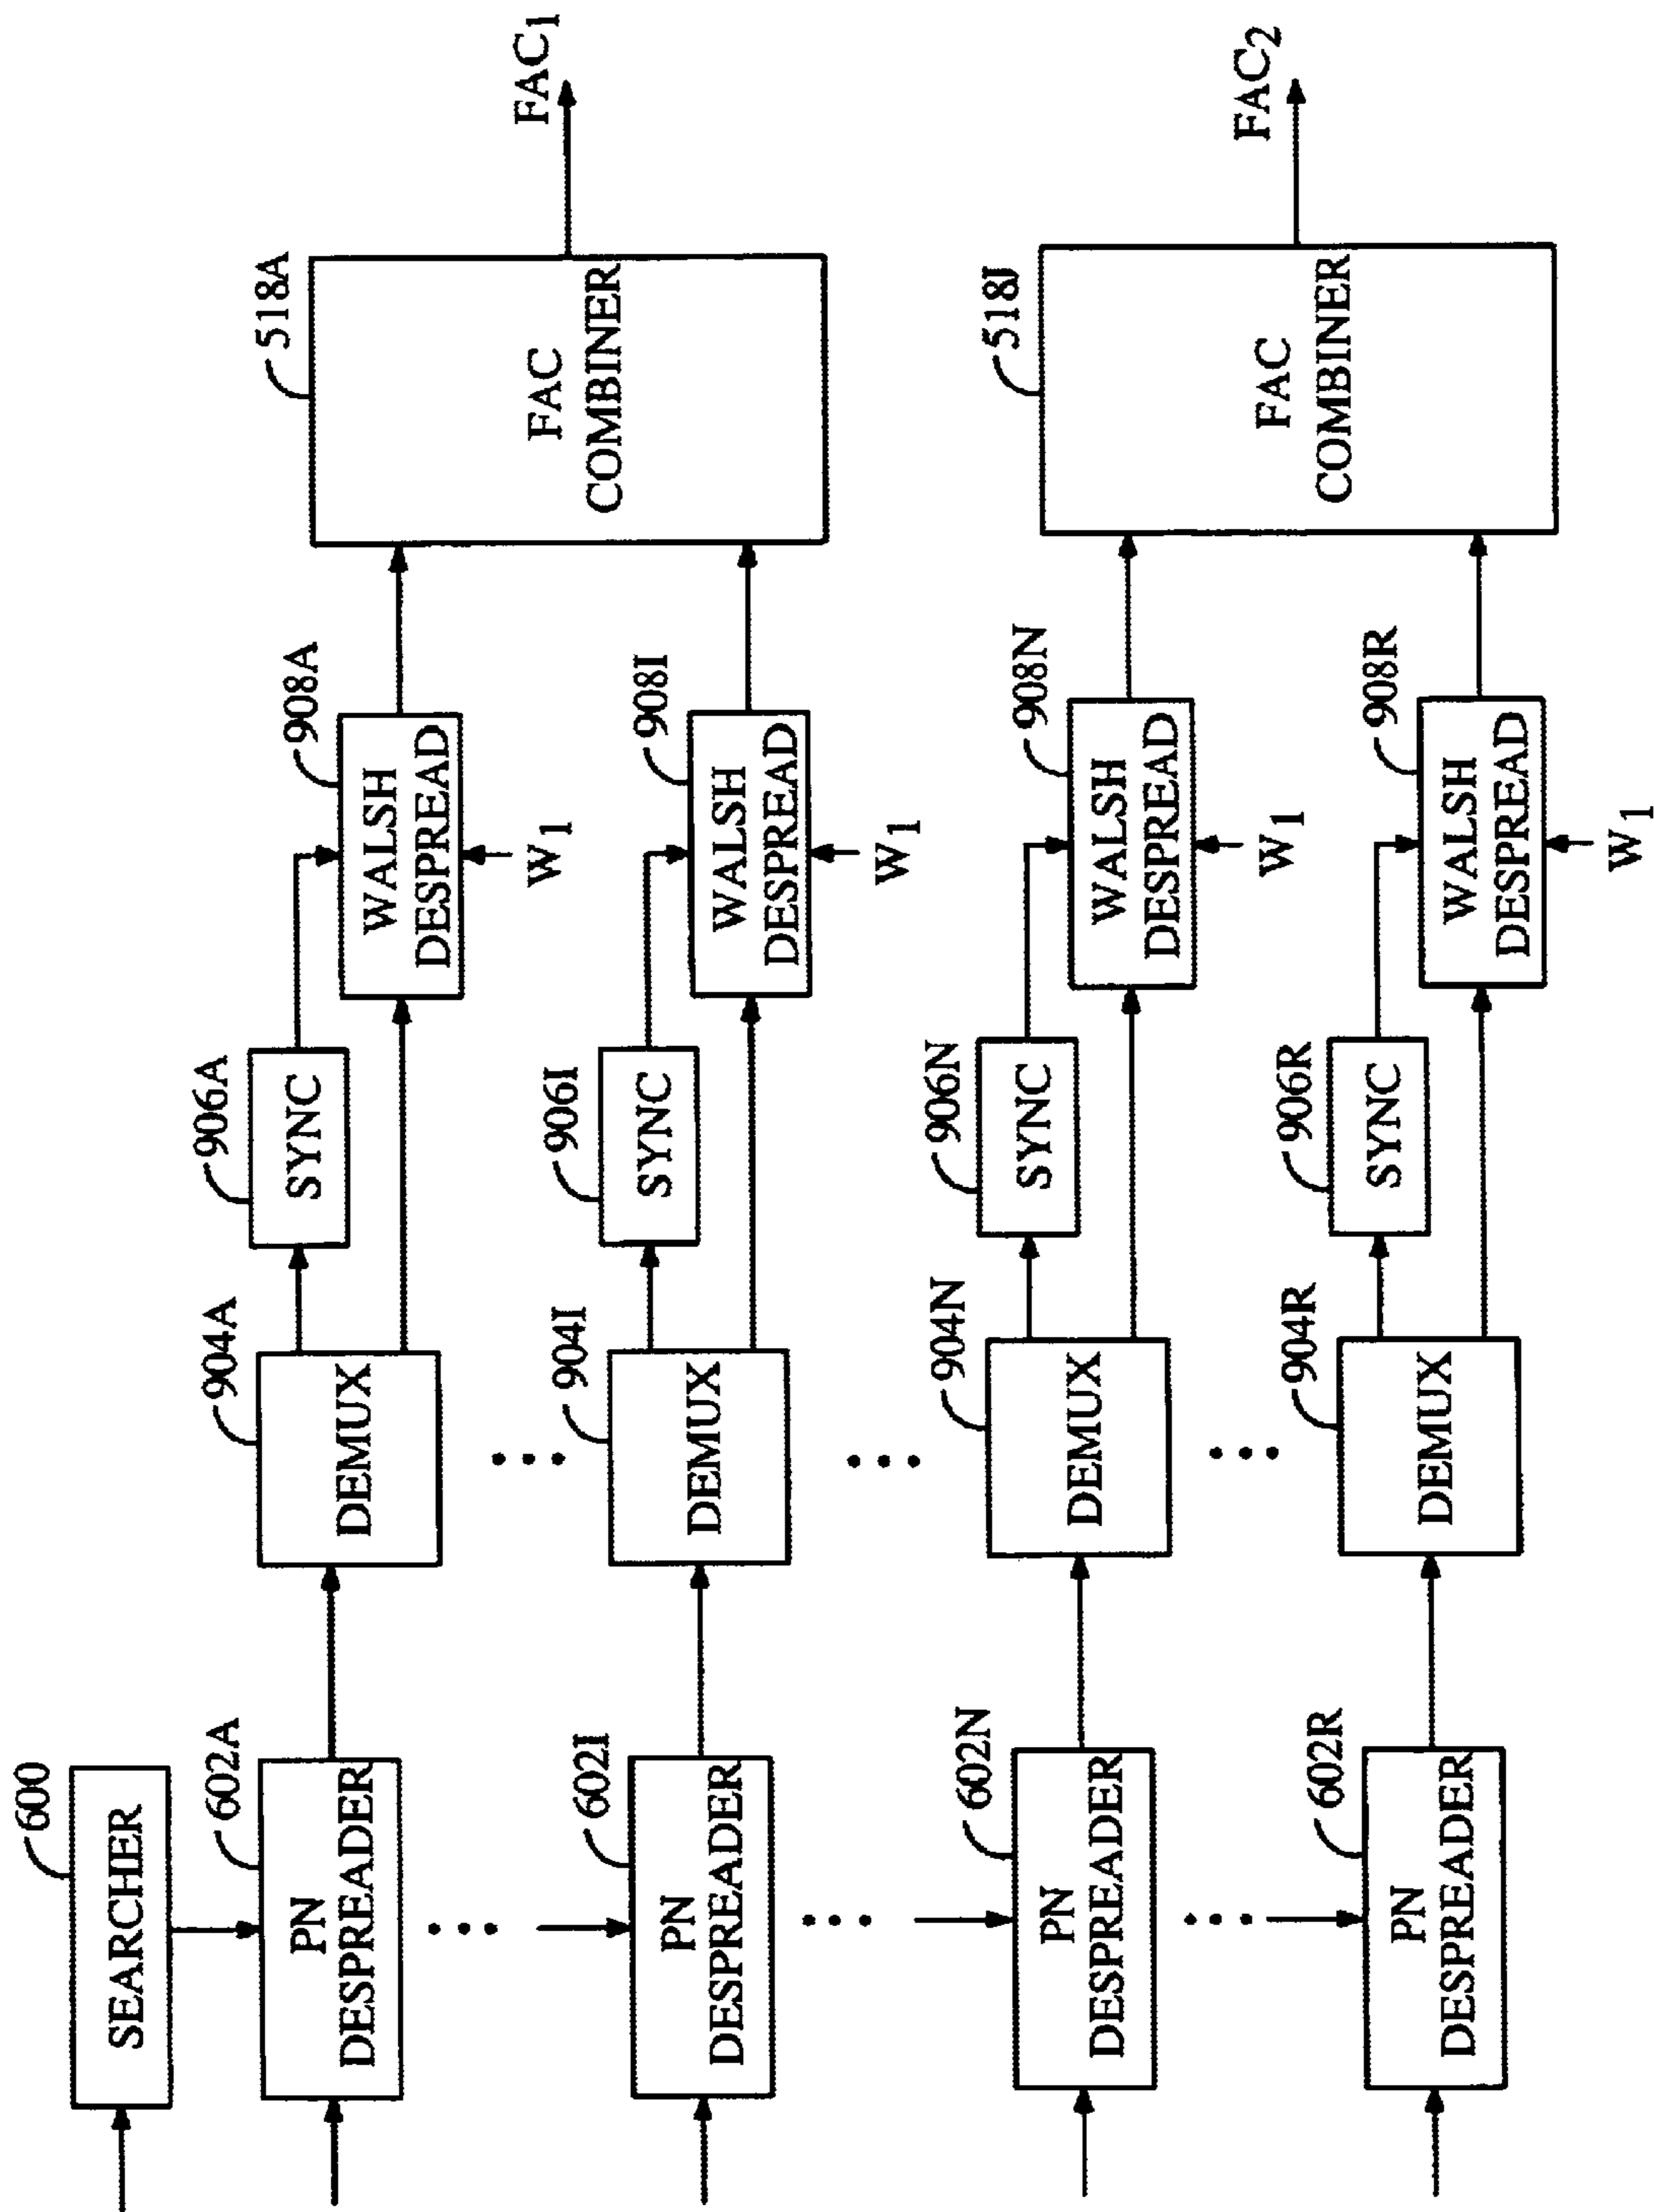 600
SEARCHER
602A
PN
DESPREADER
904A
DEMUX
906A
SYNC
908A
WALSH
DESPREAD
W1
518A
FAC
COMBINER
FAC1
...
...
602I
PN
DESPREADER
904I
DEMUX
906I
SYNC
908I
WALSH
DESPREAD
W1
...
...
602N
PN
DESPREADER
904N
DEMUX
906N
SYNC
908N
WALSH
DESPREAD
W1
518J
FAC
COMBINER
FAC2
...
...
602R
PN
DESPREADER
904R
DEMUX
906R
SYNC
908R
WALSH
DESPREAD
W1